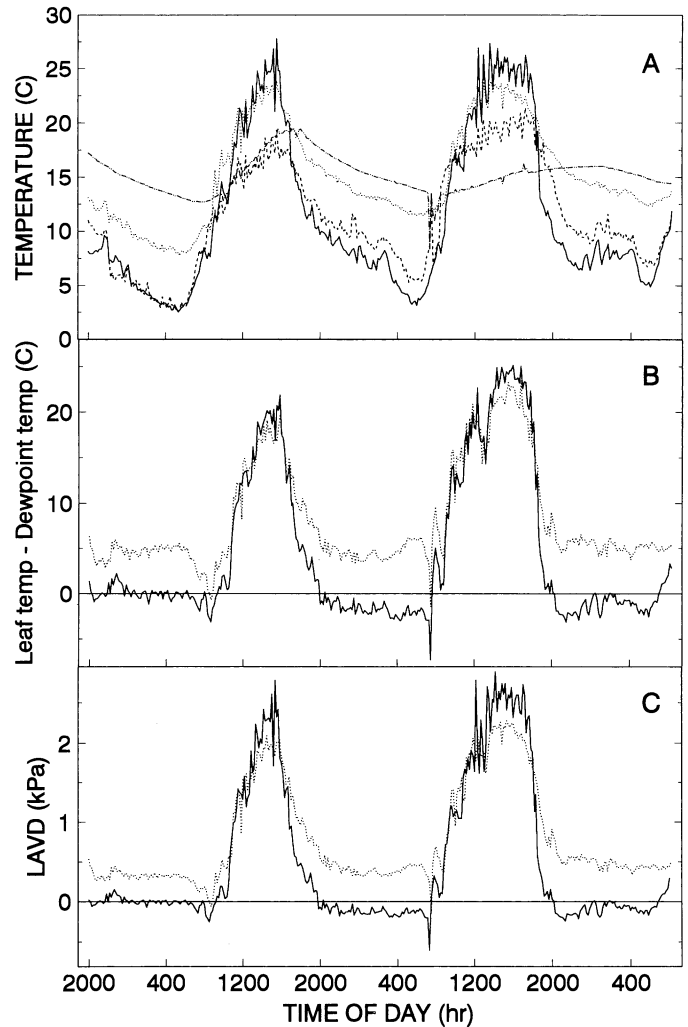 TEMPERATURE (C)
30
25
20
15
10
5
0
A
Leaf temp - Dewpoint temp (C)
20
10
0
B
LAVD (kPa)
2
1
0
C
2000 400 1200 2000 400 1200 2000 400
TIME OF DAY (hr)